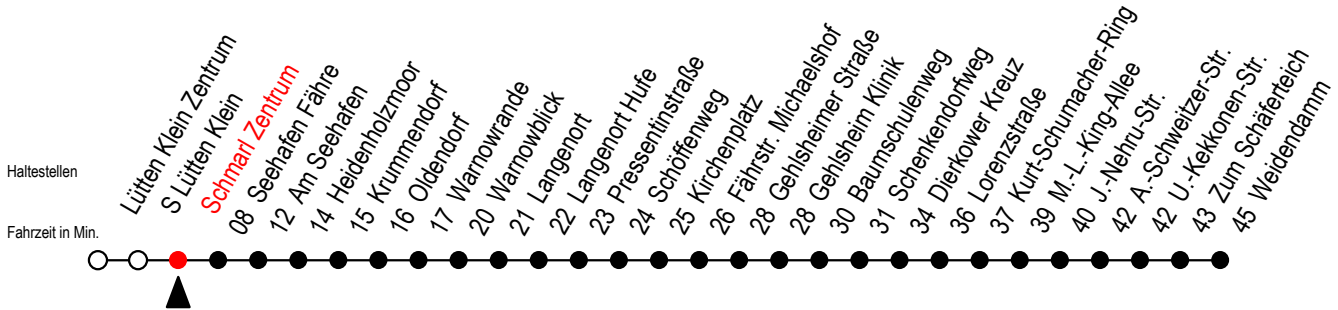 Haltestellen
Fahrzeit in Min.
Lütten Klein Zentrum
S Lütten Klein
Schmarl Zentrum
08 Seehafen Fähre
12 Am Seehafen
14 Heidenholzmoor
15 Krummendorf
16 Oldendorf
17 Warnowrande
20 Warnowblick
21 Langenort
22 Langenort Hufe
23 Pressentinstraße
24 Schöffenweg
25 Kirchenplatz
26 Fährstr. Michaelshof
28 Gehlsheimer Straße
28 Gehlsheim Klinik
30 Baumschulenweg
31 Schenkendorfweg
34 Dierkower Kreuz
36 Lorenzstraße
37 Kurt-Schumacher-Ring
39 M.-L.-King-Allee
40 J.-Nehru-Str.
42 A.-Schweitzer-Str.
42 U.-Kekkonen-Str.
43 Zum Schäferteich
45 Weidendamm